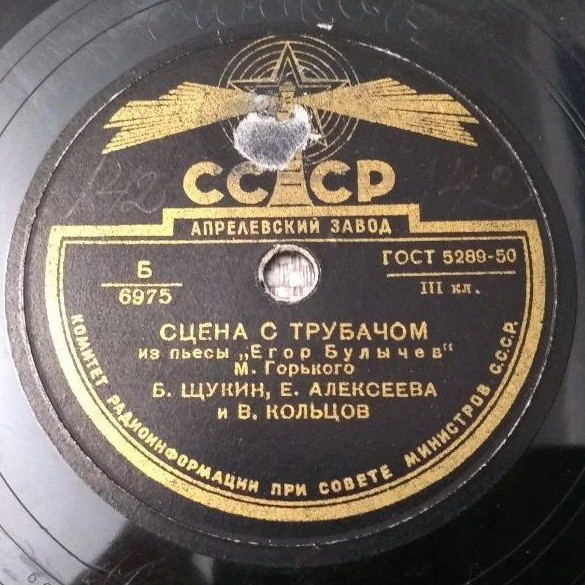 СССР
АПРЕЛЕВСКИЙ ЗАВОД
Б
6975
ГОСТ 5289-50
III кл.
СЦЕНА С ТРУБАЧОМ
из пьесы „Егор Булычев"
М. Горького
Б. ЩУКИН, Е. АЛЕКСЕЕВА
и В. КОЛЬЦОВ
КОМИТЕТ РАДИОИНФОРМАЦИИ ПРИ СОВЕТЕ МИНИСТРОВ С.С.С.Р.